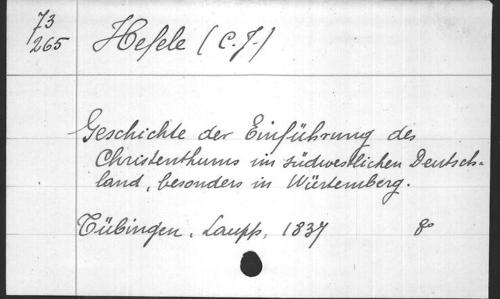 73
265
Hefele (C. J.)
Geschichte der Einführung des
Christenthums im südwestlichen Deutsch-
land, besonders in Würtemberg.
Tübingen. Laupp, 1837 8°